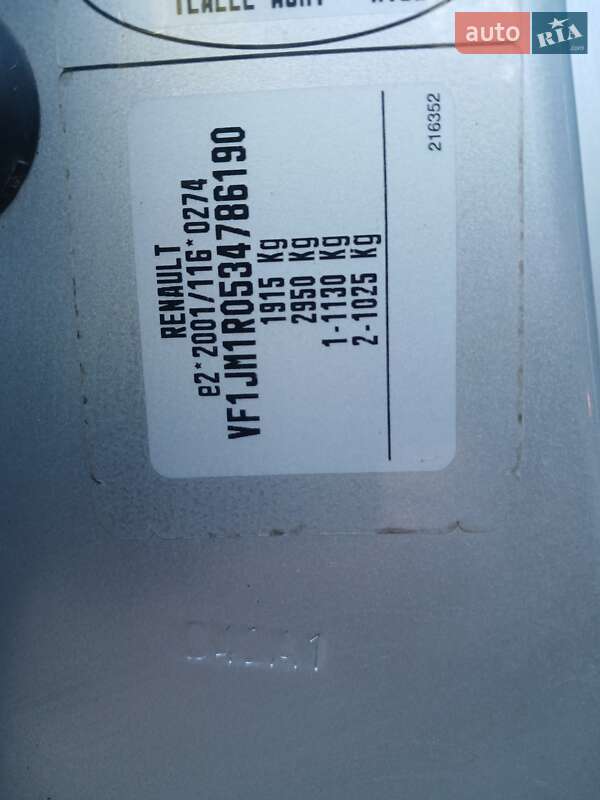 auto RIA
.com
RENAULT
e2*2001/116*0274
VF1JM1R0534786190
1915 Kg
2950 Kg
1-1130 Kg
2-1025 Kg
216352